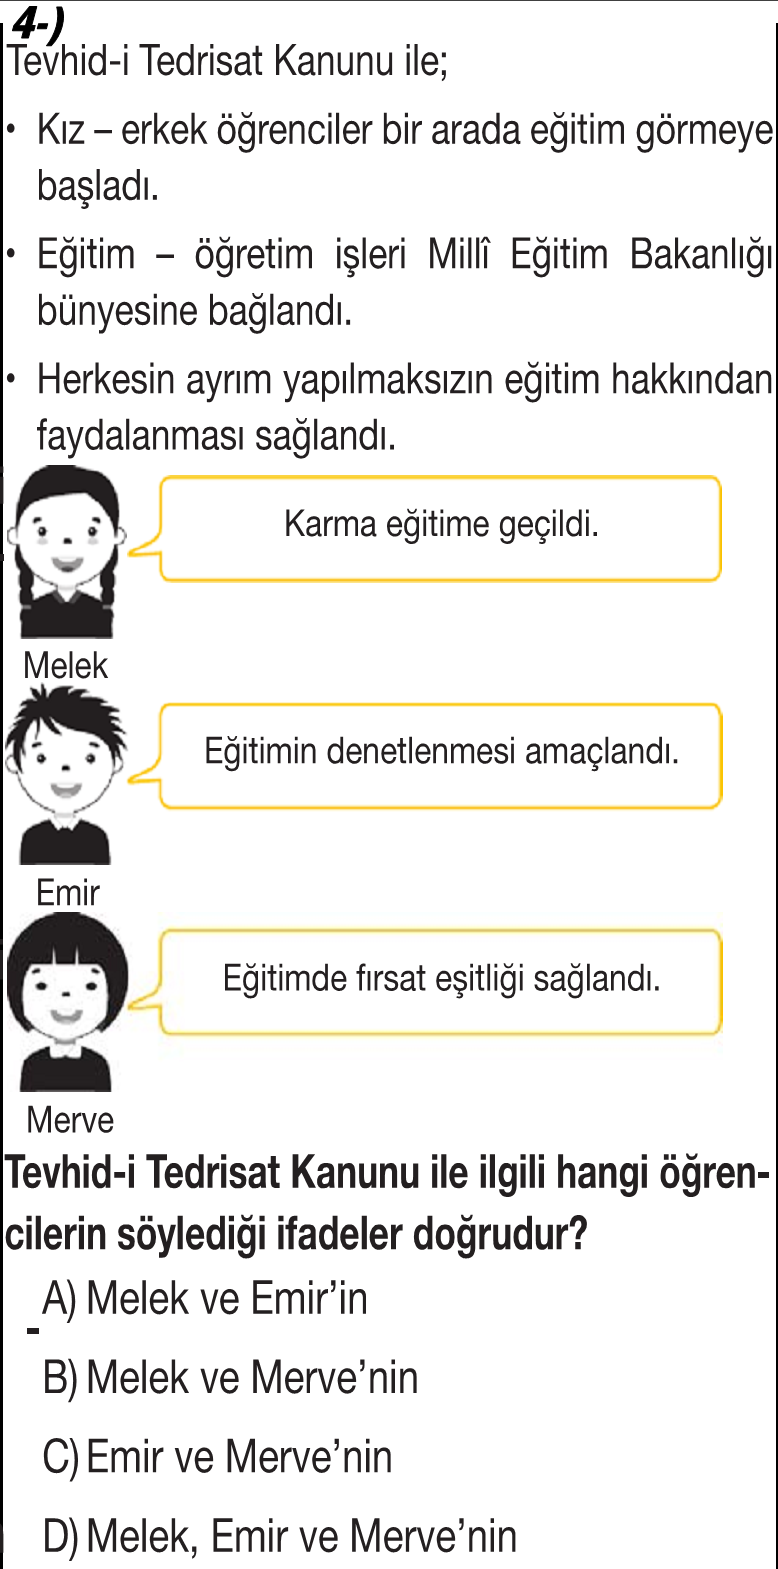 4-)
Tevhid-i Tedrisat Kanunu ile;
• Kız – erkek öğrenciler bir arada eğitim görmeye
başladı.
• Eğitim – öğretim işleri Millî Eğitim Bakanlığı
bünyesine bağlandı.
• Herkesin ayrım yapılmaksızın eğitim hakkından
faydalanması sağlandı.
Karma eğitime geçildi.
Melek
Eğitimin denetlenmesi amaçlandı.
Emir
Eğitimde fırsat eşitliği sağlandı.
Merve
Tevhid-i Tedrisat Kanunu ile ilgili hangi öğren-
cilerin söylediği ifadeler doğrudur?
A) Melek ve Emir’in
B) Melek ve Merve’nin
C) Emir ve Merve’nin
D) Melek, Emir ve Merve’nin